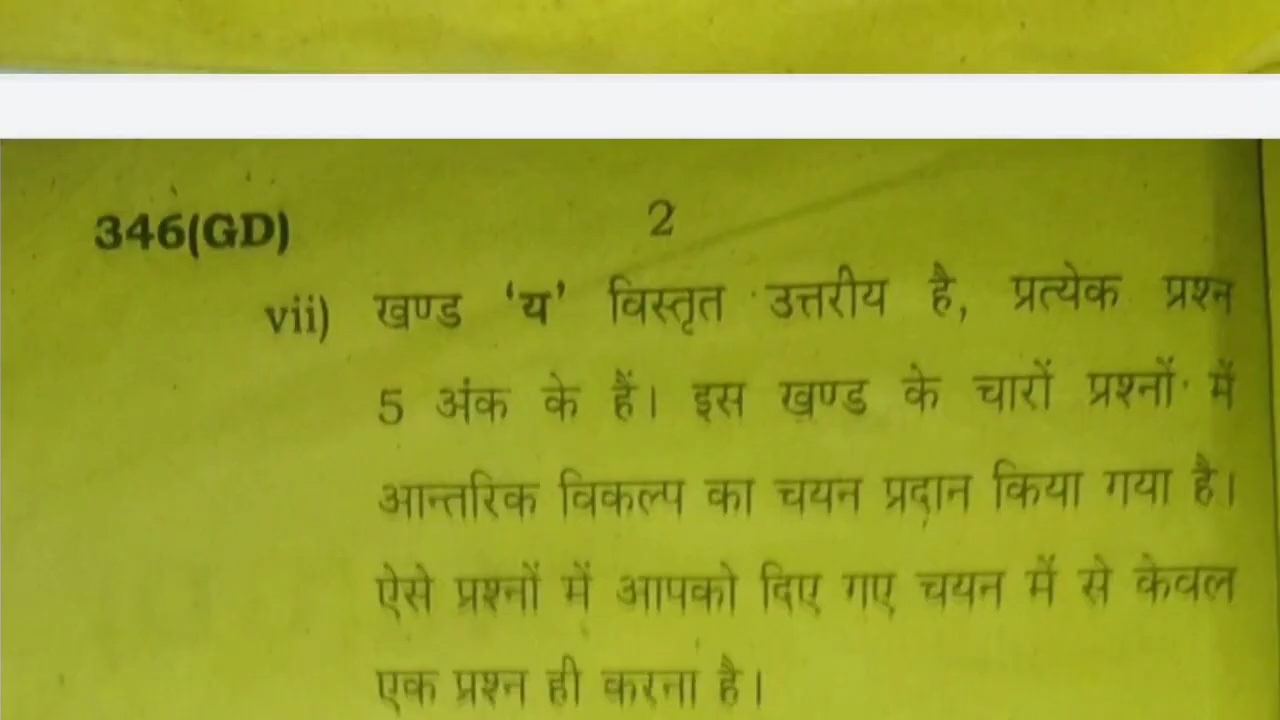 346(GD)
2
vii) खण्ड ‘य’ विस्तृत उत्तरीय है, प्रत्येक प्रश्न
5 अंक के हैं। इस खण्ड के चारों प्रश्नों में
आन्तरिक विकल्प का चयन प्रदान किया गया है।
ऐसे प्रश्नों में आपको दिए गए चयन में से केवल
एक प्रश्न ही करना है।